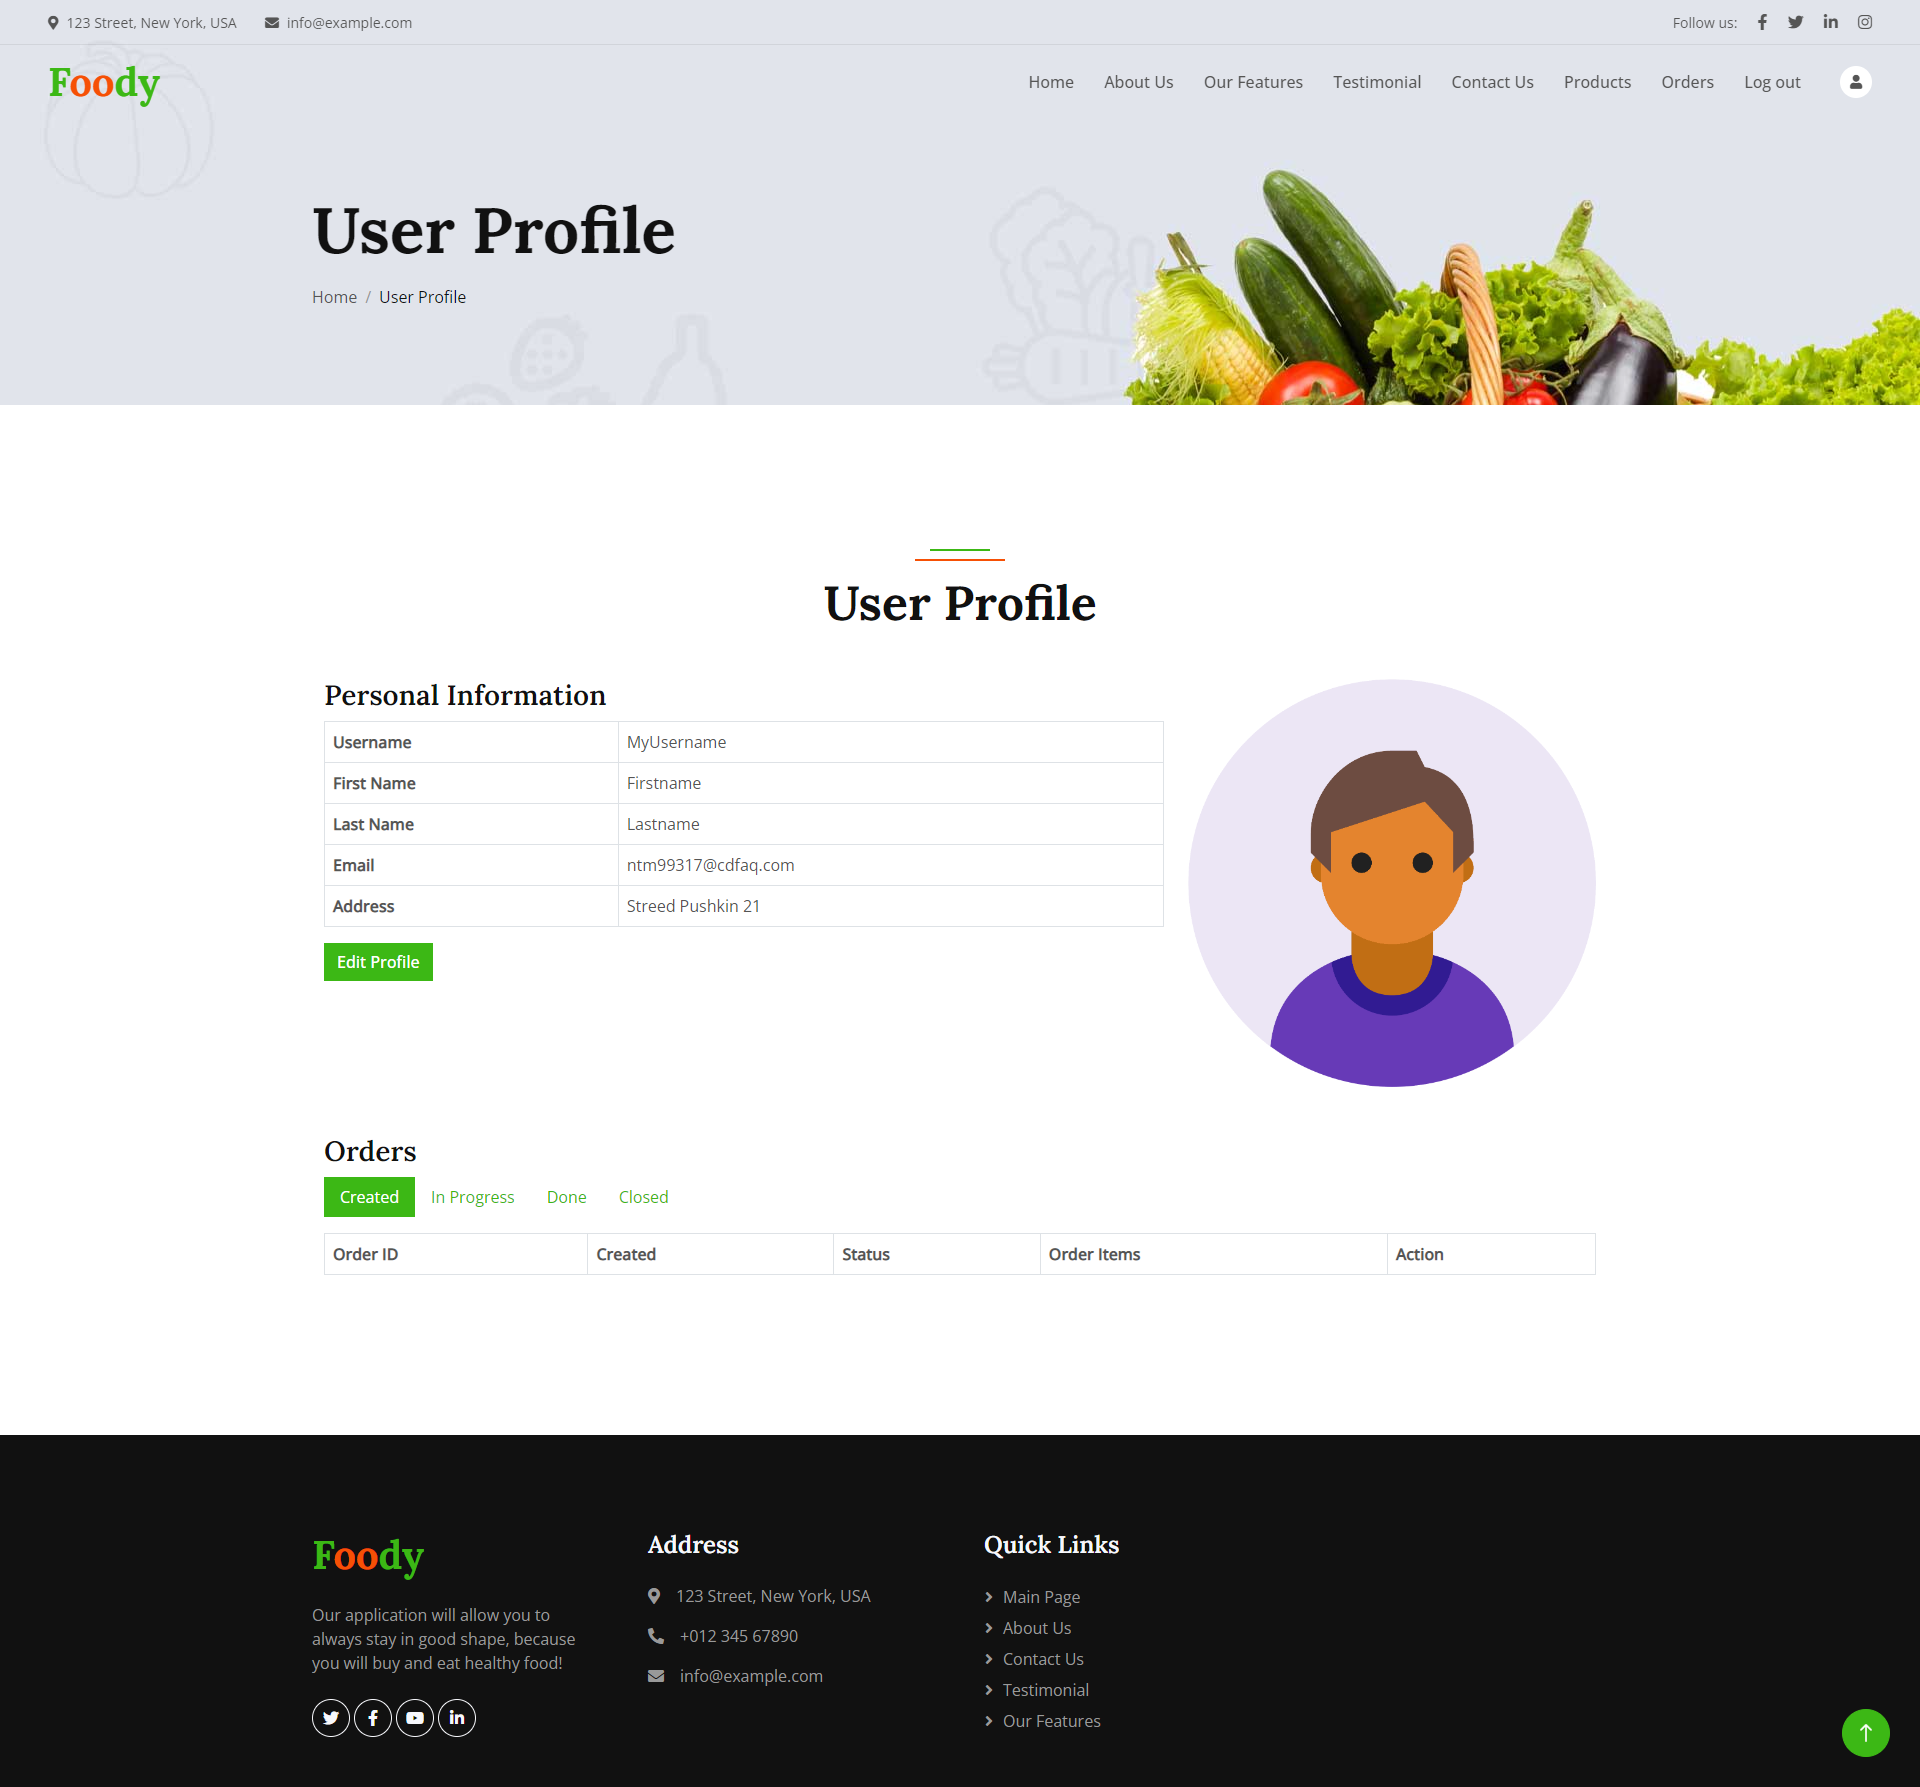 123 Street, New York, USA info@example.com Follow us:
Foody Home About Us Our Features Testimonial Contact Us Products Orders Log out
User Profile
Home / User Profile
User Profile
Personal Information
Username MyUsername
First Name Firstname
Last Name Lastname
Email ntm99317@cdfaq.com
Address Streed Pushkin 21
Edit Profile
Orders
Created In Progress Done Closed
Order ID Created Status Order Items Action
Foody
Our application will allow you to
always stay in good shape, because
you will buy and eat healthy food!
Address
123 Street, New York, USA
+012 345 67890
info@example.com
Quick Links
Main Page
About Us
Contact Us
Testimonial
Our Features